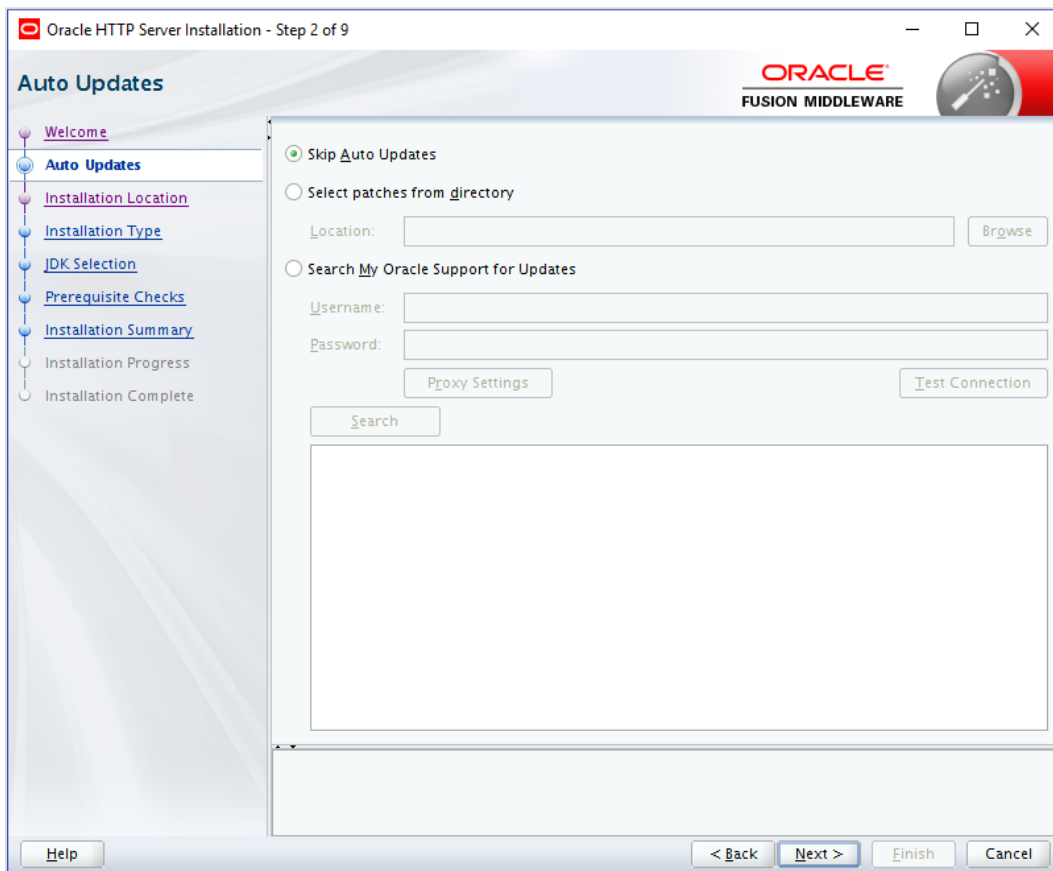 Oracle HTTP Server Installation - Step 2 of 9
Auto Updates
ORACLE®
FUSION MIDDLEWARE
Welcome
Auto Updates
Installation Location
Installation Type
JDK Selection
Prerequisite Checks
Installation Summary
Installation Progress
Installation Complete
Skip Auto Updates
Select patches from directory
Location:
Browse
Search My Oracle Support for Updates
Username:
Password:
Proxy Settings
Test Connection
Search
Help
< Back
Next >
Finish
Cancel